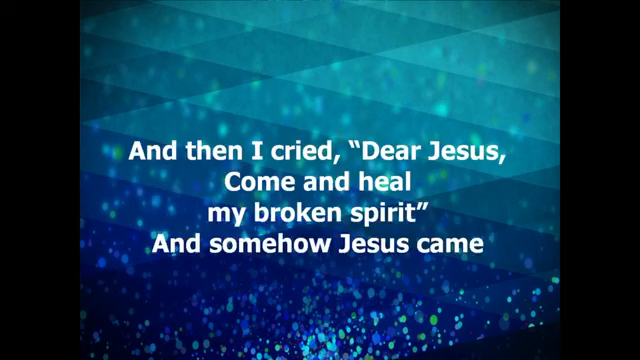 And then I cried, “Dear Jesus,
Come and heal
my broken spirit”
And somehow Jesus came